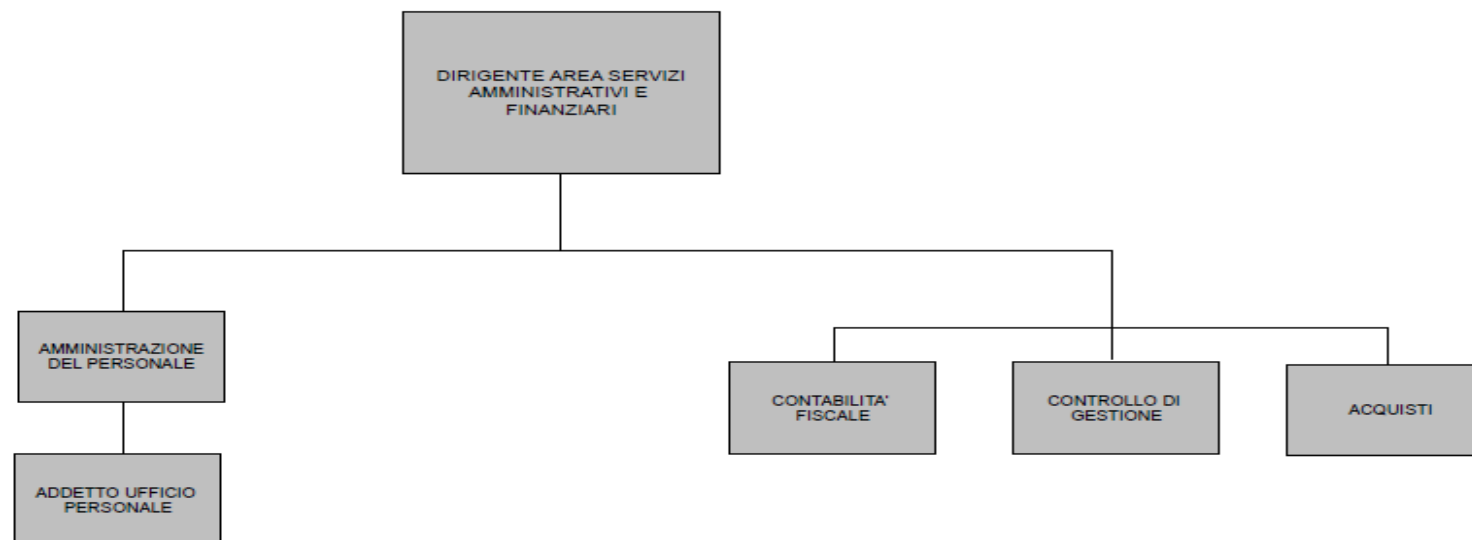 DIRIGENTE AREA SERVIZI
AMMINISTRATIVI E
FINANZIARI
AMMINISTRAZIONE
DEL PERSONALE
CONTABILITA'
FISCALE
CONTROLLO DI
GESTIONE
ACQUISTI
ADDETTO UFFICIO
PERSONALE